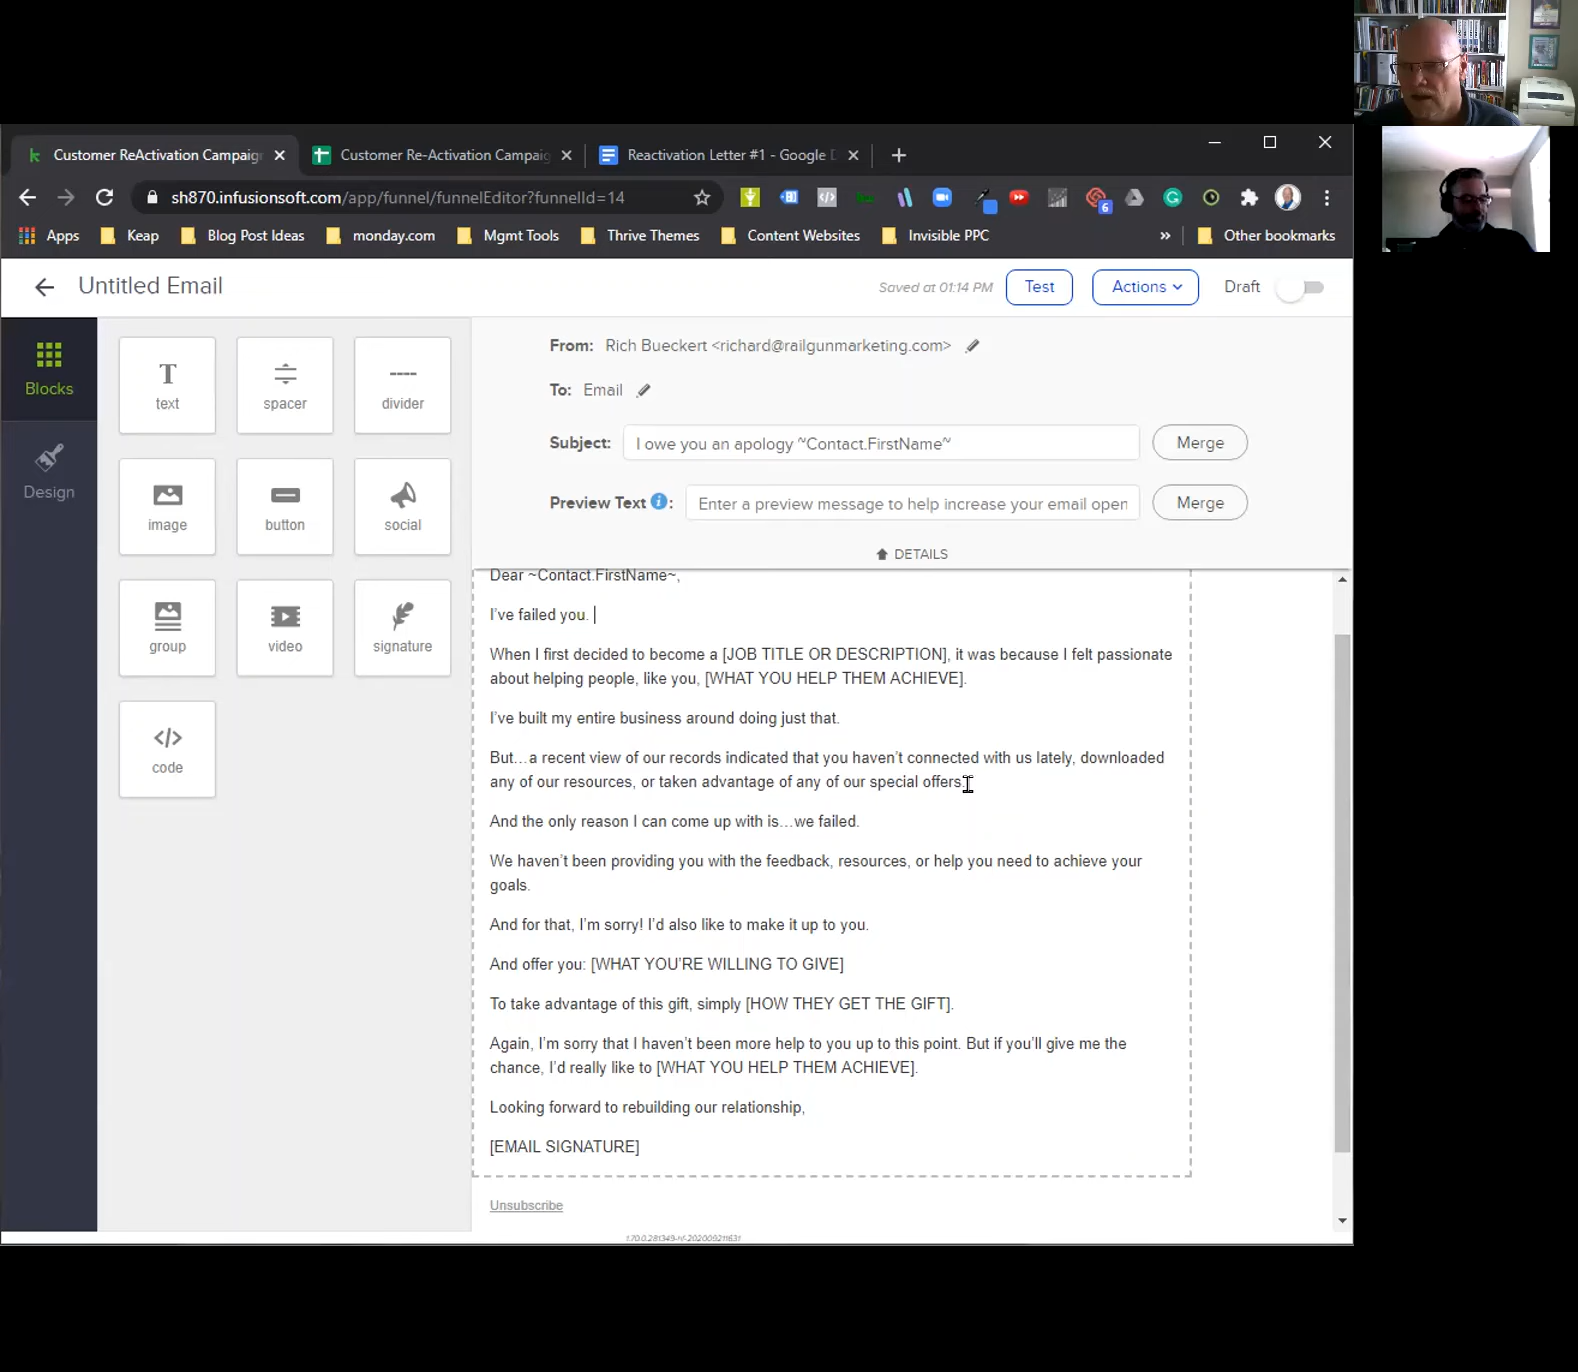 Customer ReActivation Campaig
Customer Re-Activation Campaig
Reactivation Letter #1 - Google D
sh870.infusionsoft.com/app/funnel/funnelEditor?funnelId=14
6
Apps
Keap
Blog Post Ideas
monday.com
Mgmt Tools
Thrive Themes
Content Websites
Invisible PPC
»
Other bookmarks
Untitled Email
Saved at 01:14 PM
Test
Actions
Draft
Blocks
Design
text
spacer
divider
image
button
social
group
video
signature
code
From: Rich Bueckert <richard@railgunmarketing.com>
To: Email
Subject: I owe you an apology ~Contact.FirstName~
Merge
Preview Text : Enter a preview message to help increase your email open
Merge
DETAILS
Dear ~Contact.FirstName~,
I've failed you.
When I first decided to become a [JOB TITLE OR DESCRIPTION], it was because I felt passionate
about helping people, like you, [WHAT YOU HELP THEM ACHIEVE].
I've built my entire business around doing just that.
But…a recent view of our records indicated that you haven't connected with us lately, downloaded
any of our resources, or taken advantage of any of our special offers.
And the only reason I can come up with is…we failed.
We haven't been providing you with the feedback, resources, or help you need to achieve your
goals.
And for that, I'm sorry! I'd also like to make it up to you.
And offer you: [WHAT YOU'RE WILLING TO GIVE]
To take advantage of this gift, simply [HOW THEY GET THE GIFT].
Again, I'm sorry that I haven't been more help to you up to this point. But if you'll give me the
chance, I'd really like to [WHAT YOU HELP THEM ACHIEVE].
Looking forward to rebuilding our relationship,
[EMAIL SIGNATURE]
Unsubscribe